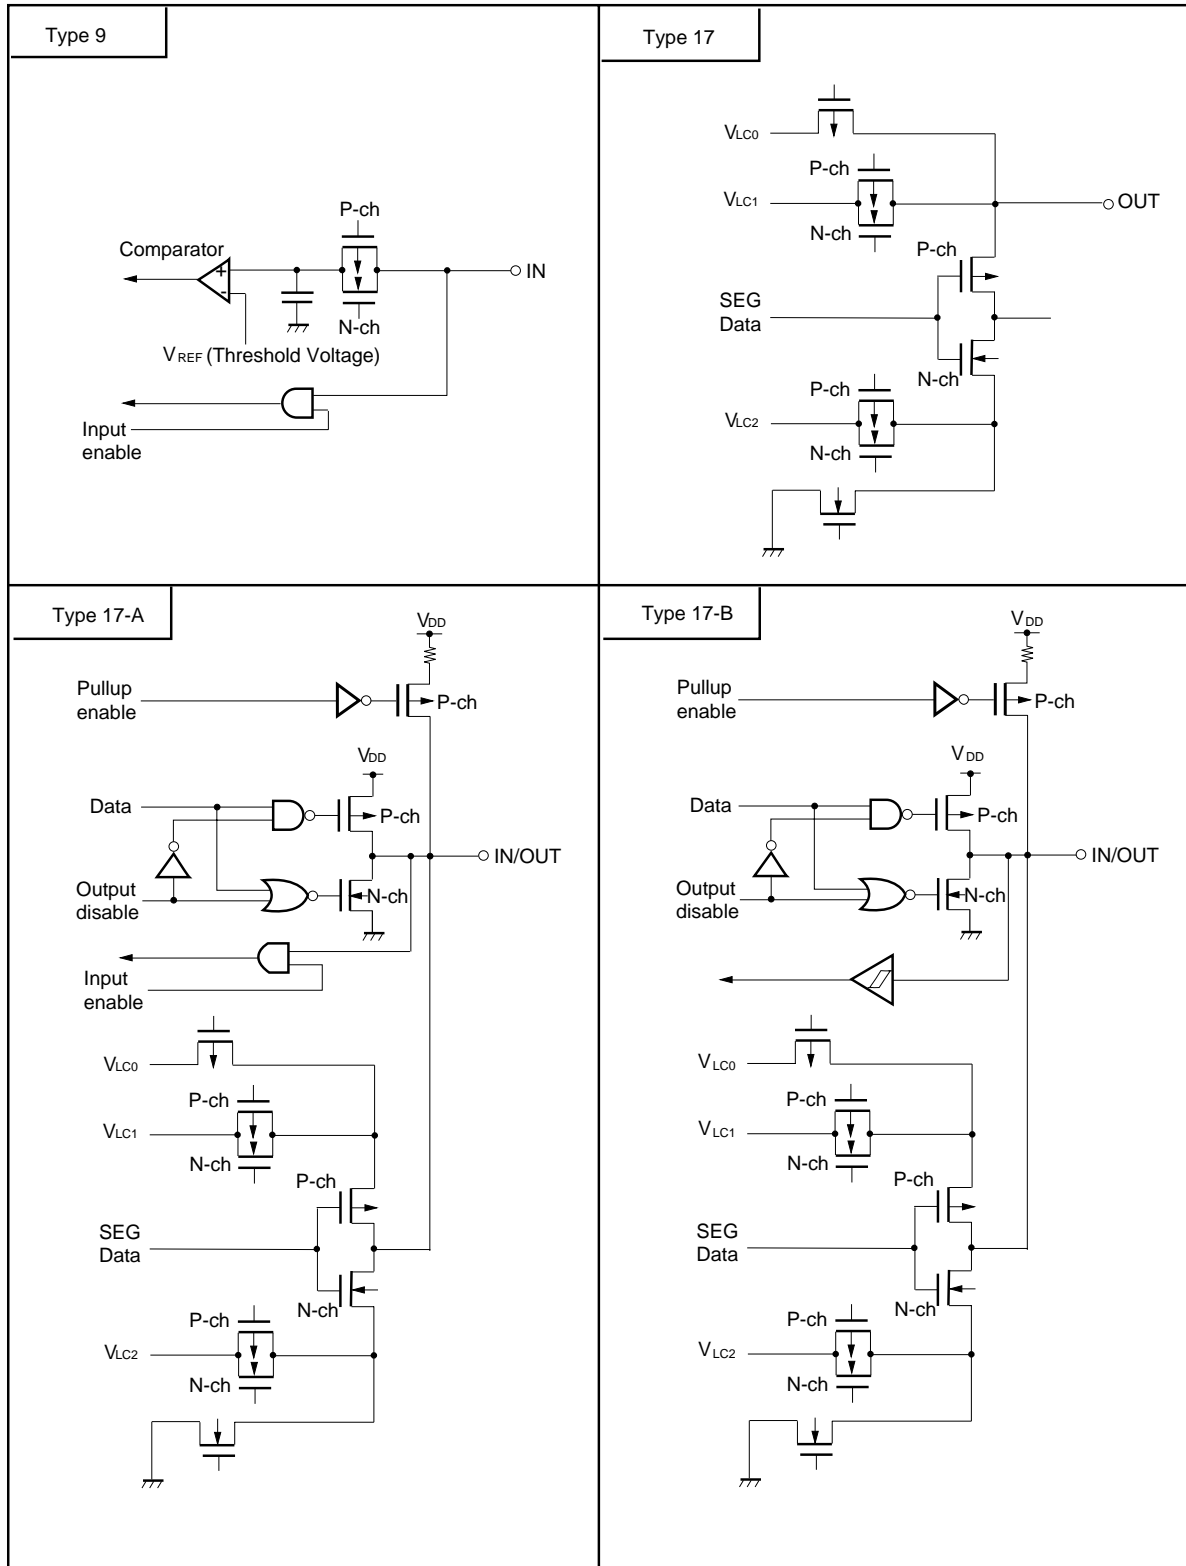 Type 9
P-ch
Comparator
+
-
IN
N-ch
VREF (Threshold Voltage)
Input
enable
Type 17
VLC0
P-ch
VLC1
OUT
N-ch
P-ch
SEG
Data
N-ch
P-ch
VLC2
N-ch
Type 17-A
VDD
Pullup
enable
P-ch
VDD
Data
P-ch
IN/OUT
Output
disable
N-ch
Input
enable
VLC0
P-ch
VLC1
N-ch
P-ch
SEG
Data
N-ch
P-ch
VLC2
N-ch
Type 17-B
VDD
Pullup
enable
P-ch
VDD
Data
P-ch
IN/OUT
Output
disable
N-ch
VLC0
P-ch
VLC1
N-ch
P-ch
SEG
Data
N-ch
P-ch
VLC2
N-ch